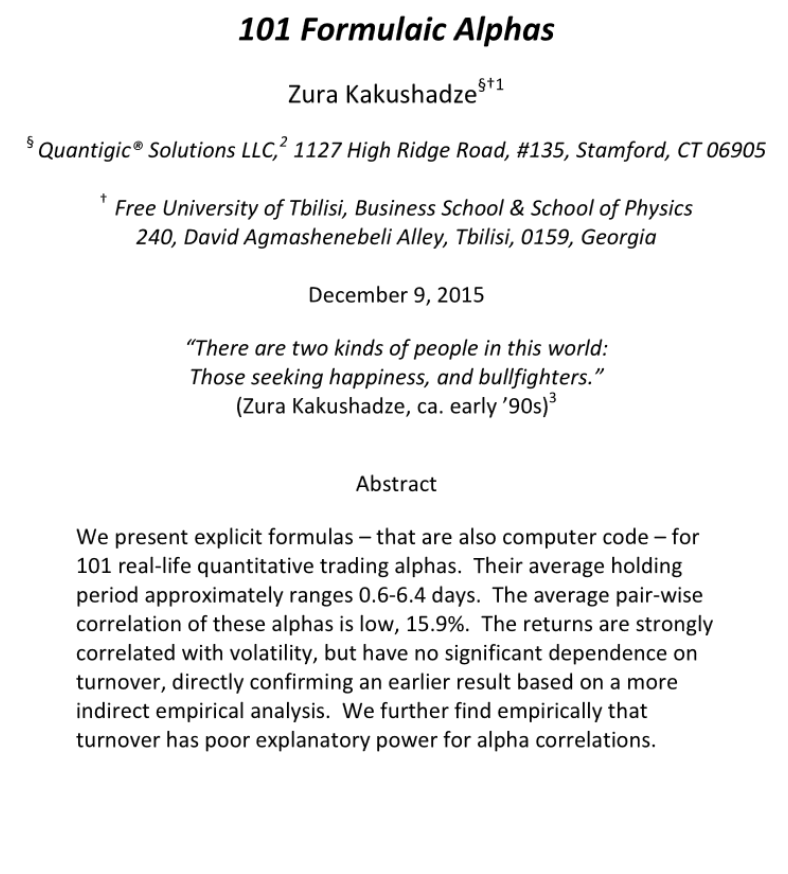 101 Formulaic Alphas
Zura Kakushadze§†1
§ Quantigic® Solutions LLC,2 1127 High Ridge Road, #135, Stamford, CT 06905
† Free University of Tbilisi, Business School & School of Physics
240, David Agmashenebeli Alley, Tbilisi, 0159, Georgia
December 9, 2015
“There are two kinds of people in this world:
Those seeking happiness, and bullfighters.”
(Zura Kakushadze, ca. early ’90s)3
Abstract
We present explicit formulas – that are also computer code – for
101 real-life quantitative trading alphas.  Their average holding
period approximately ranges 0.6-6.4 days.  The average pair-wise
correlation of these alphas is low, 15.9%.  The returns are strongly
correlated with volatility, but have no significant dependence on
turnover, directly confirming an earlier result based on a more
indirect empirical analysis.  We further find empirically that
turnover has poor explanatory power for alpha correlations.